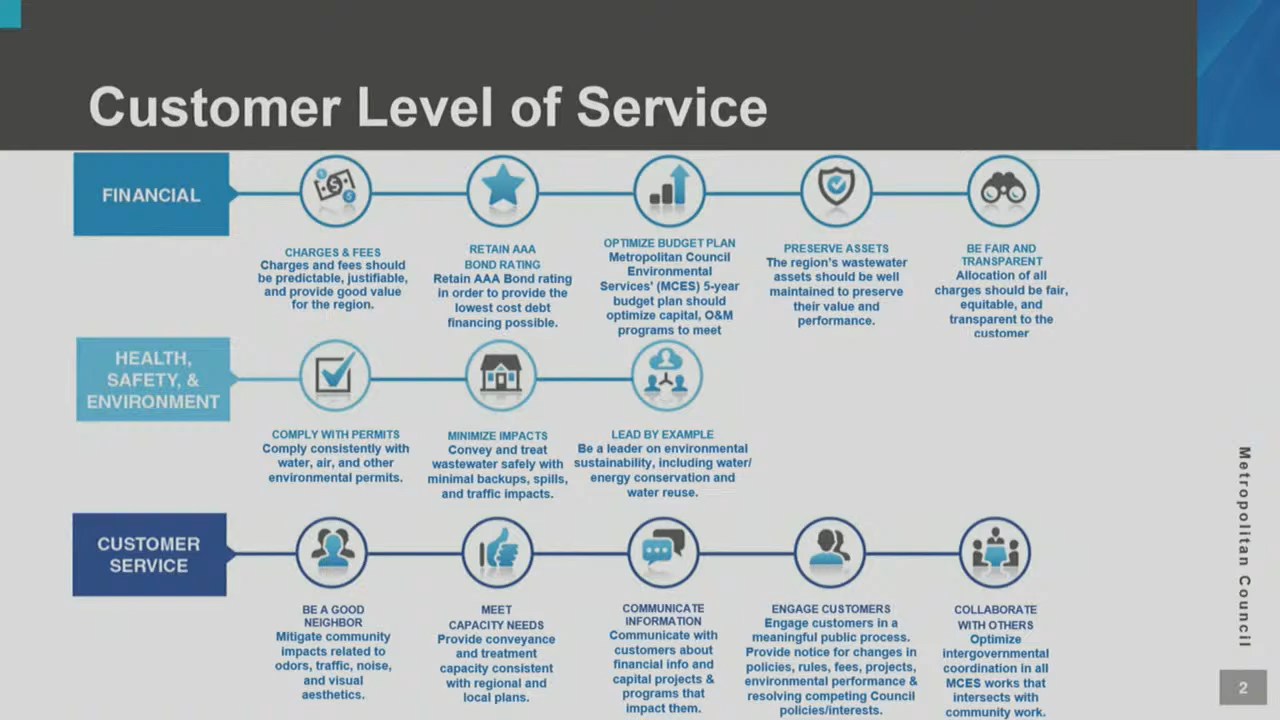 Customer Level of Service
FINANCIAL
CHARGES & FEES
Charges and fees should
be predictable, justifiable,
and provide good value
for the region.
RETAIN AAA
BOND RATING
Retain AAA Bond rating
in order to provide the
lowest cost debt
financing possible.
OPTIMIZE BUDGET PLAN
Metropolitan Council
Environmental
Services' (MCES) 5-year
budget plan should
optimize capital, O&M
programs to meet
PRESERVE ASSETS
The region's wastewater
assets should be well
maintained to preserve
their value and
performance.
BE FAIR AND
TRANSPARENT
Allocation of all
charges should be fair,
equitable, and
transparent to the
customer
HEALTH,
SAFETY, &
ENVIRONMENT
COMPLY WITH PERMITS
Comply consistently with
water, air, and other
environmental permits.
MINIMIZE IMPACTS
Convey and treat
wastewater safely with
minimal backups, spills,
and traffic impacts.
LEAD BY EXAMPLE
Be a leader on environmental
sustainability, including water/
energy conservation and
water reuse.
CUSTOMER
SERVICE
BE A GOOD
NEIGHBOR
Mitigate community
impacts related to
odors, traffic, noise,
and visual
aesthetics.
MEET
CAPACITY NEEDS
Provide conveyance
and treatment
capacity consistent
with regional and
local plans.
COMMUNICATE
INFORMATION
Communicate with
customers about
financial info and
capital projects &
programs that
impact them.
ENGAGE CUSTOMERS
Engage customers in a
meaningful public process.
Provide notice for changes in
policies, rules, fees, projects,
environmental performance &
resolving competing Council
policies/interests.
COLLABORATE
WITH OTHERS
Optimize
intergovernmental
coordination in all
MCES works that
intersects with
community work.
Metropolitan Council
2